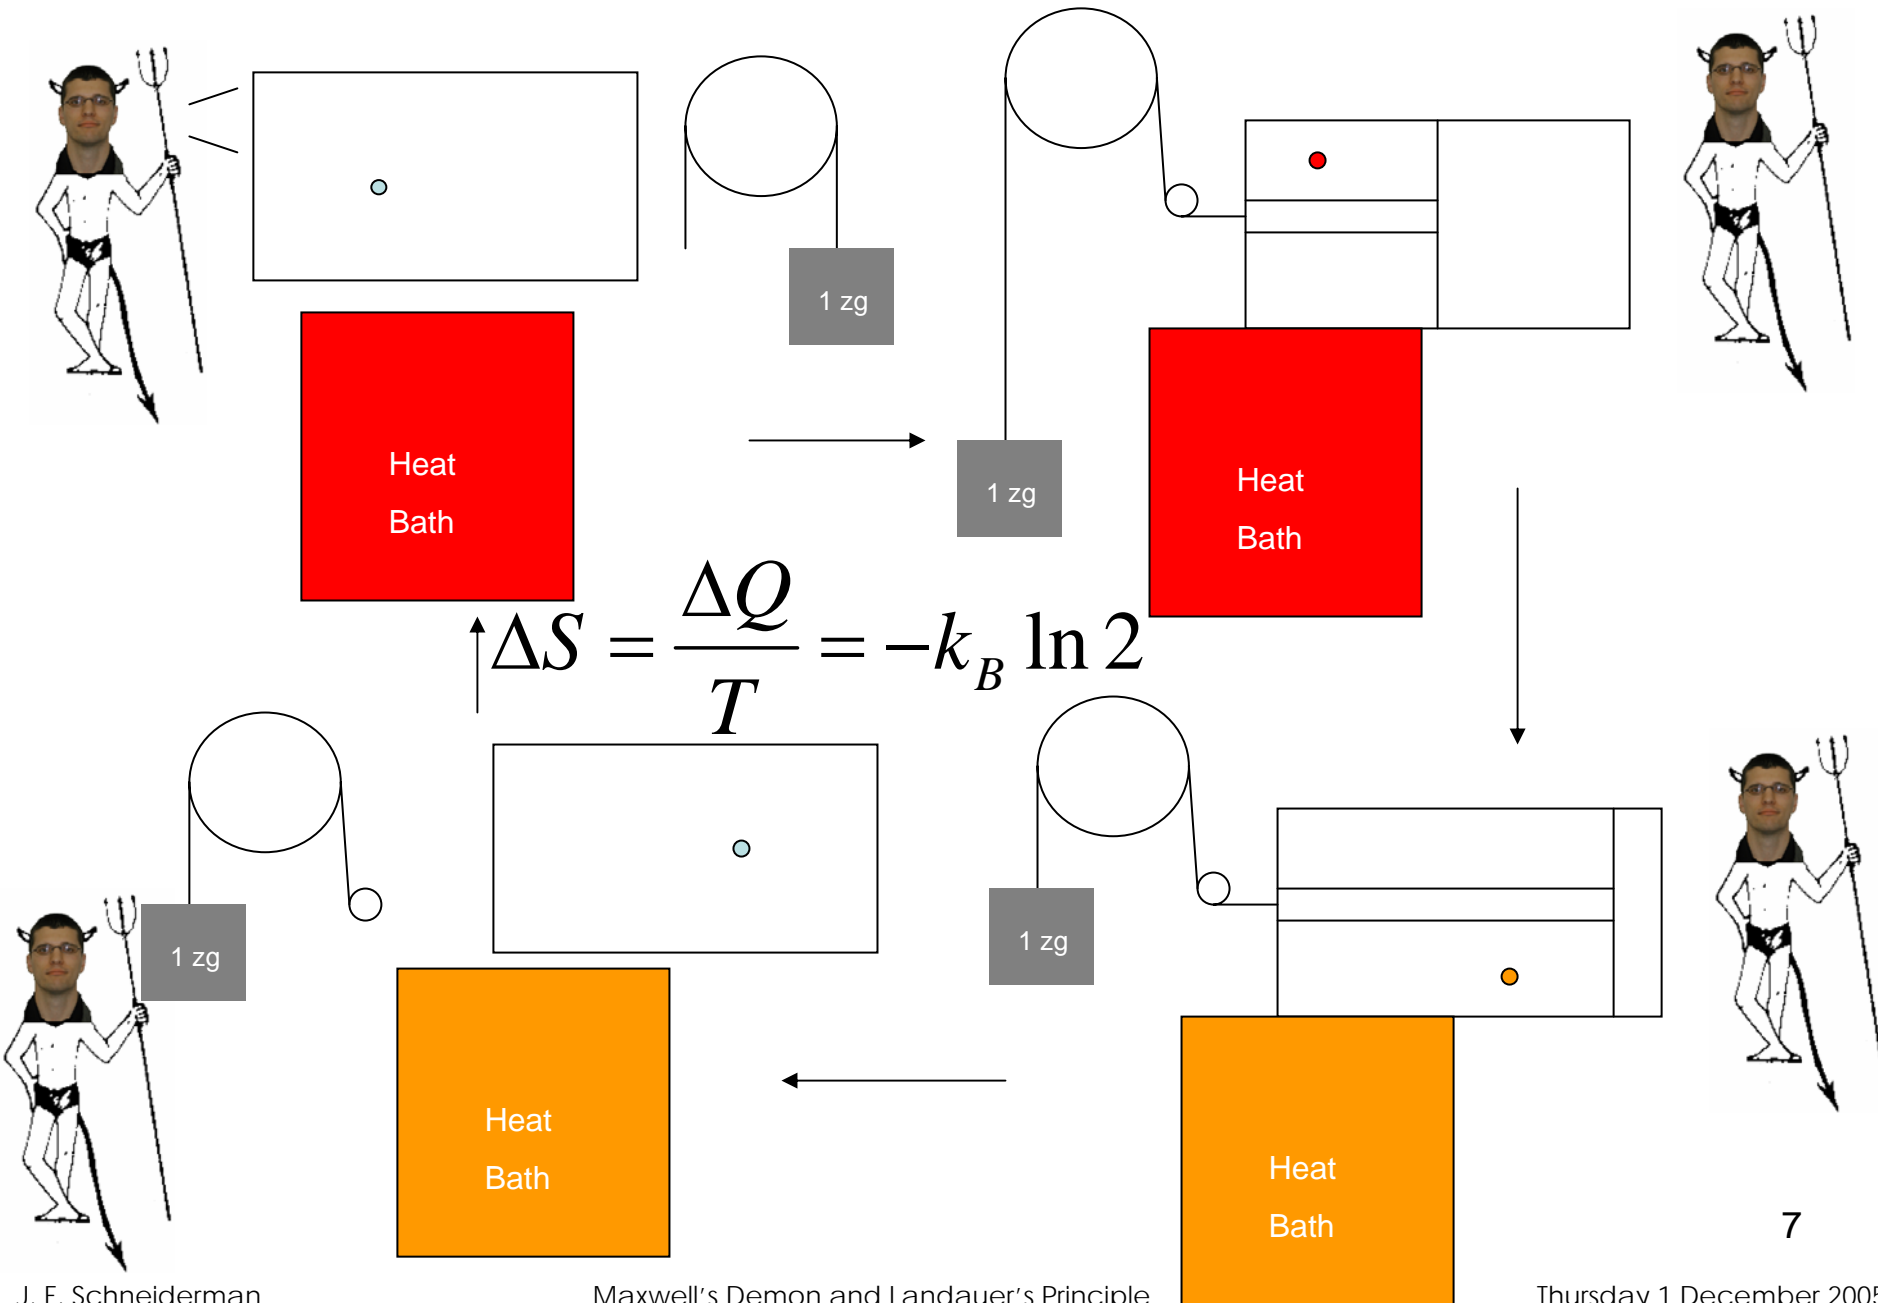 1 zg
Heat
Bath
1 zg
Heat
Bath
ΔS = ΔQ/T = -k_B ln 2
1 zg
Heat
Bath
1 zg
Heat
Bath
7
J. F. Schneiderman
Maxwell's Demon and Landauer's Principle
Thursday 1 December 2005